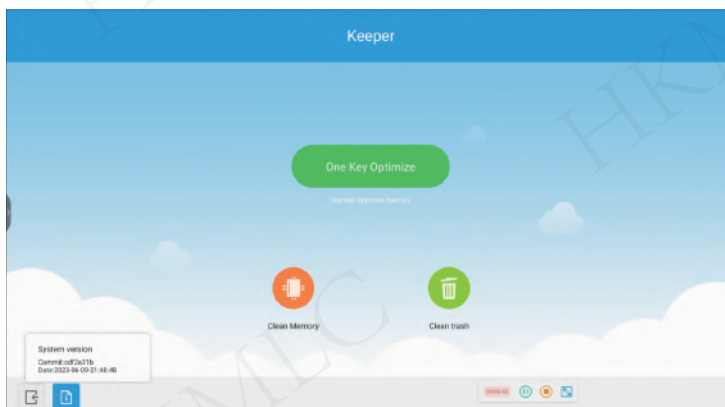 Keeper
One Key Optimize
One Key Optimize memory
Clean Memory
Clean trash
System version
Date:2023-06-09-21:48:48